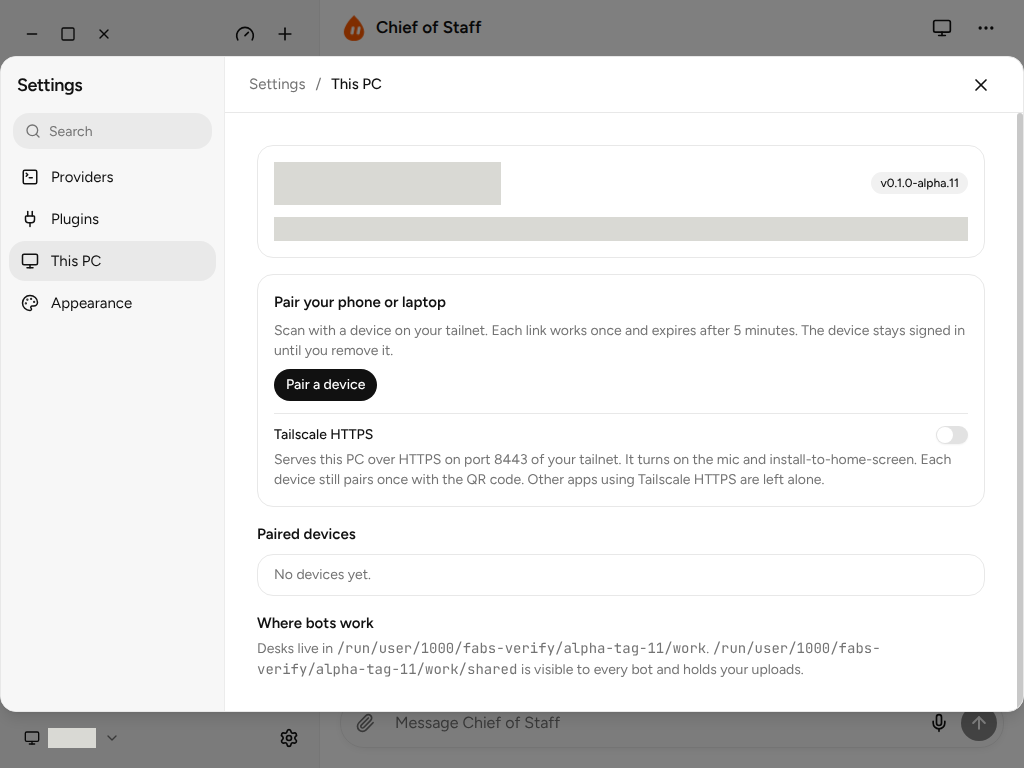 Chief of Staff
Settings
Search
Providers
Plugins
This PC
Appearance
Settings / This PC
v0.1.0-alpha.11
Pair your phone or laptop
Scan with a device on your tailnet. Each link works once and expires after 5 minutes. The device stays signed in
until you remove it.
Pair a device
Tailscale HTTPS
Serves this PC over HTTPS on port 8443 of your tailnet. It turns on the mic and install-to-home-screen. Each
device still pairs once with the QR code. Other apps using Tailscale HTTPS are left alone.
Paired devices
No devices yet.
Where bots work
Desks live in /run/user/1000/fabs-verify/alpha-tag-11/work. /run/user/1000/fabs-
verify/alpha-tag-11/work/shared is visible to every bot and holds your uploads.
Message Chief of Staff